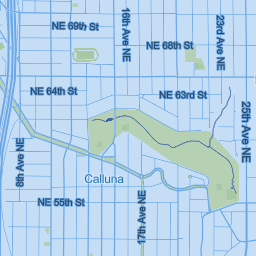 NE 69th St
16th Ave NE
NE 68th St
23rd Ave NE
NE 64th St
NE 63rd St
25th Ave NE
8th Ave NE
Calluna
NE 55th St
17th Ave NE